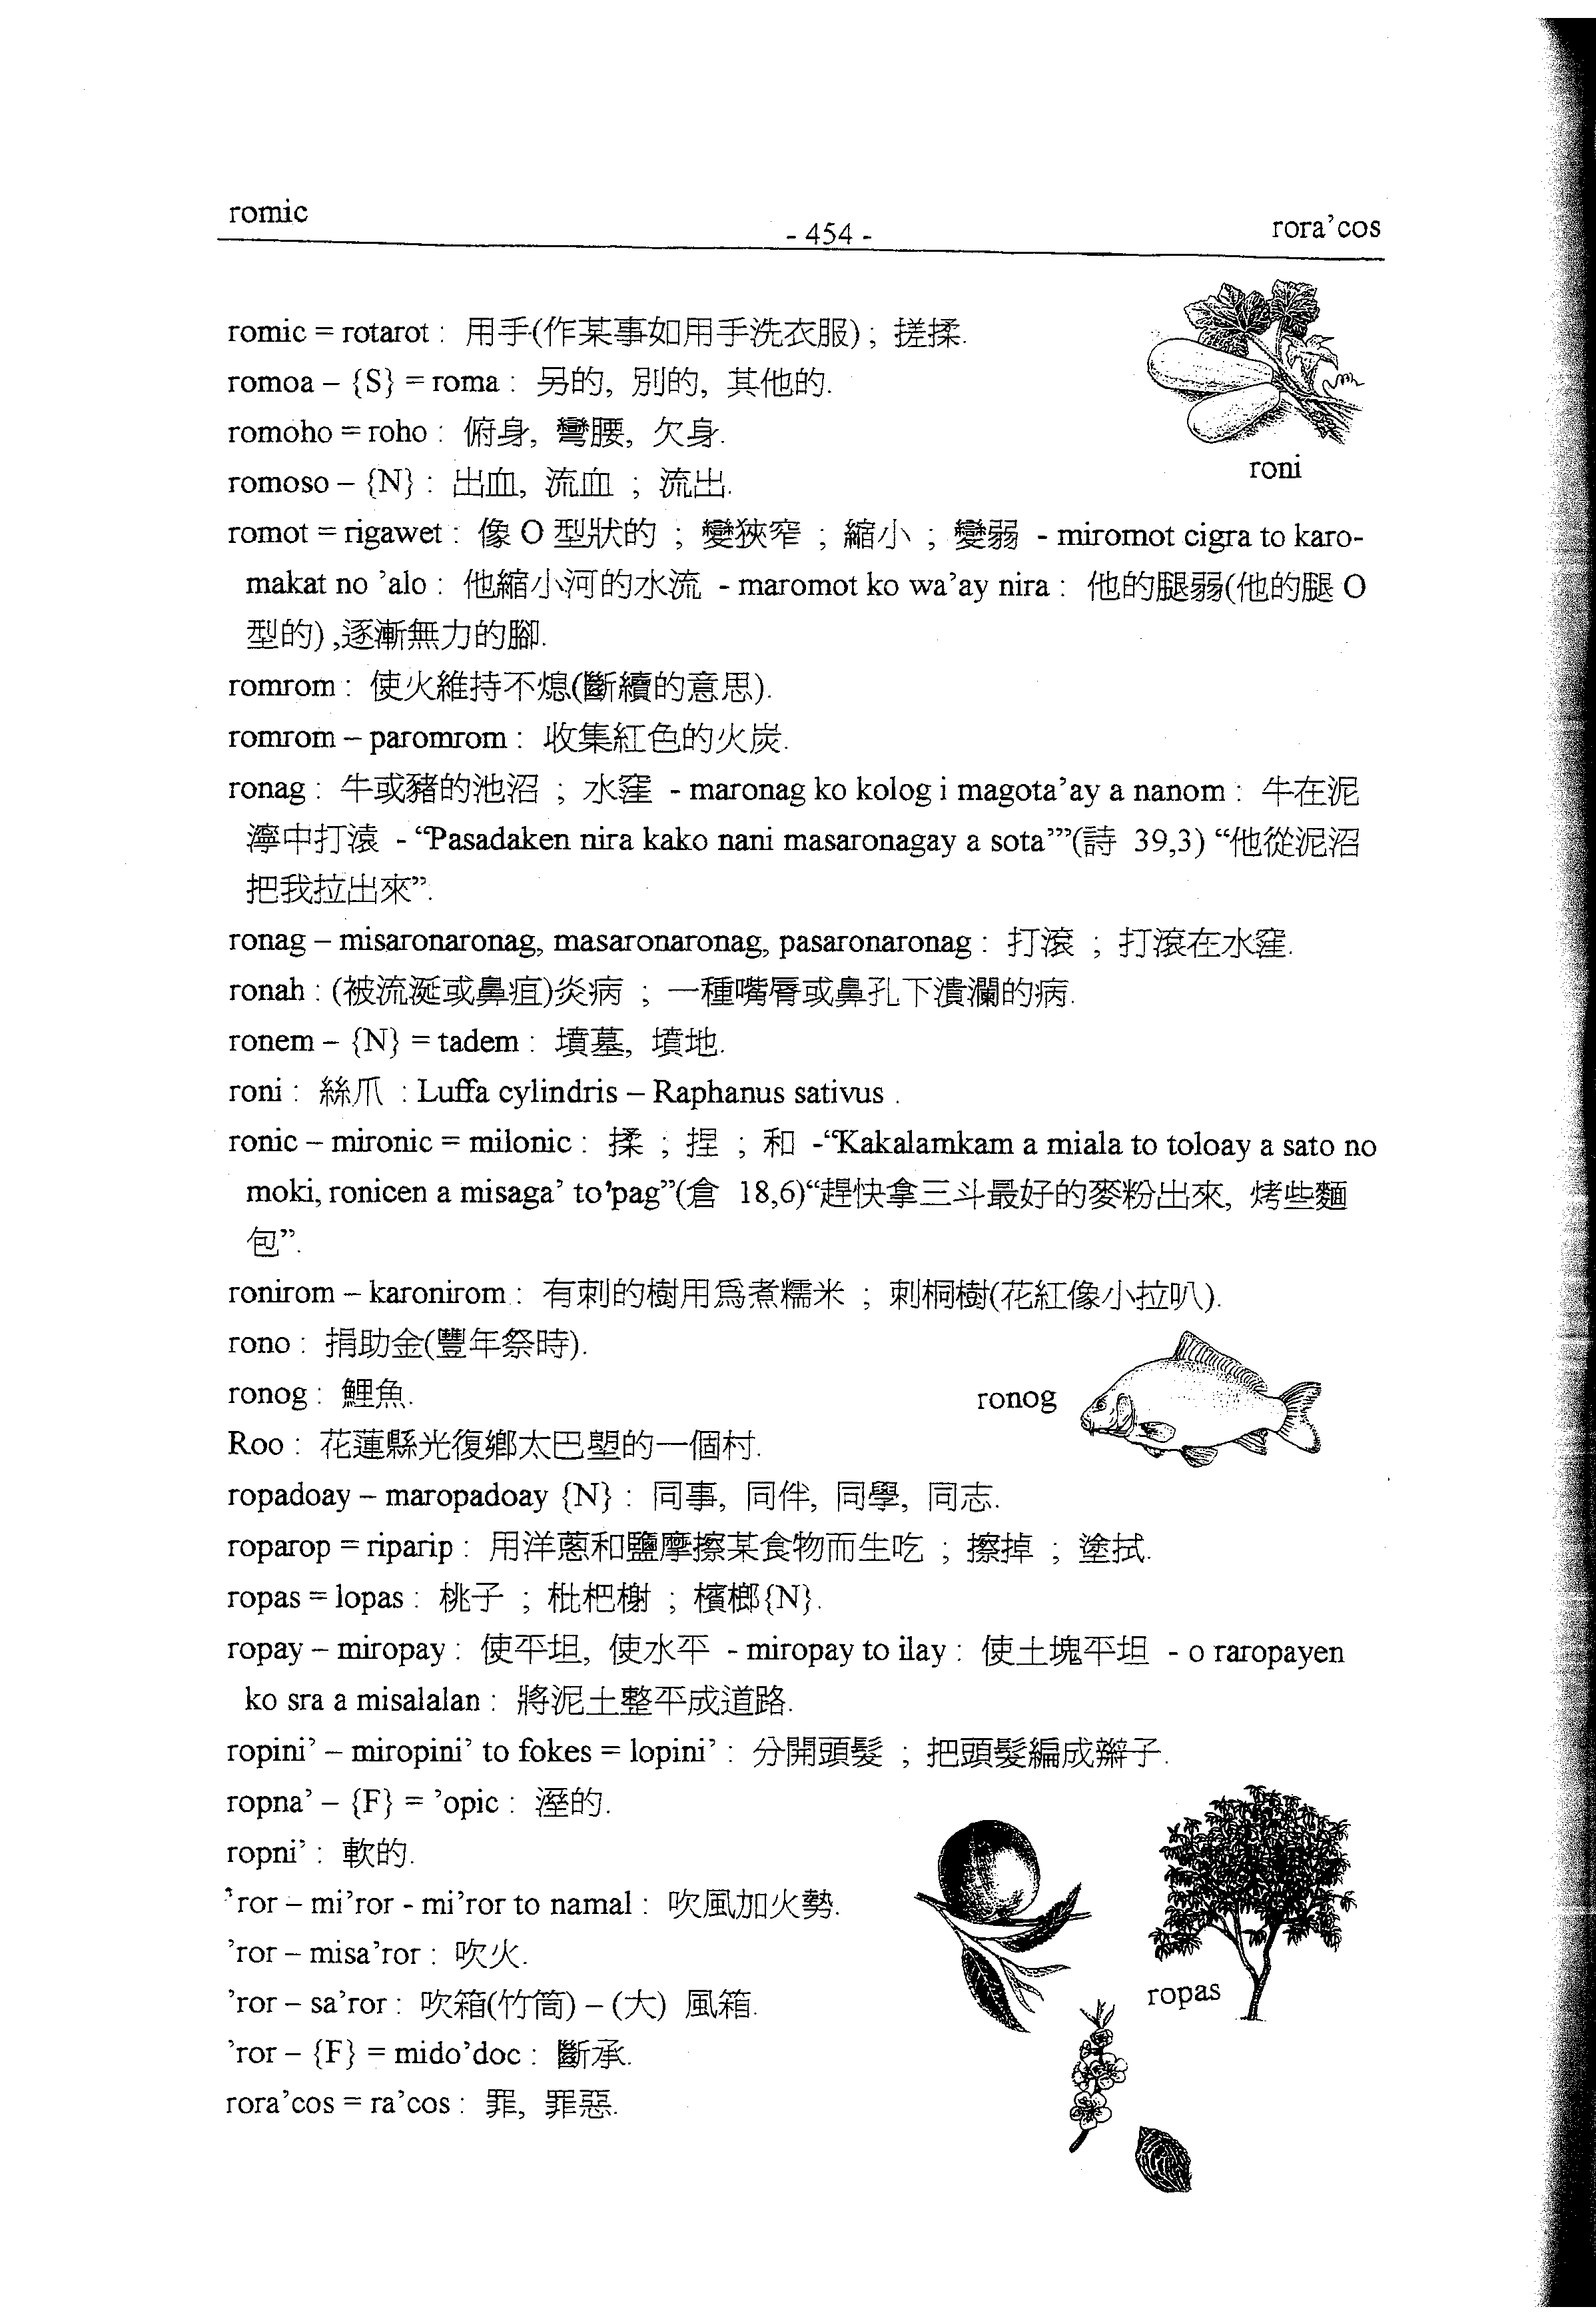 romic
- 454 -
rora’cos
romic = rotarot : 用手(作某事如用手洗衣服) ; 搓揉.
romoa – {S} = roma : 另的, 別的, 其他的.
romoho = roho : 俯身, 彎腰, 欠身.
roni
romoso – {N} : 出血, 流血 ; 流出.
romot = rigawet : 像 O 型狀的 ; 變狹窄 ; 縮小 ; 變弱 - miromot cigra to karo-
makat no ’alo : 他縮小河的水流 - maromot ko wa’ay nira : 他的腿弱(他的腿 O
型的) ,逐漸無力的腳.
romrom : 使火維持不熄(斷續的意思).
romrom – paromrom : 收集紅色的火炭.
ronag : 牛或豬的池沼 ; 水窪 - maronag ko kolog i magota’ay a nanom : 牛在泥
濘中打滾 - “Pasadaken nira kako nani masaronagay a sota”’(詩 39,3) “他從泥沼
把我拉出來”.
ronag – misaronaronag, masaronaronag, pasaronaronag : 打滾 ; 打滾在水窪.
ronah : (被流涎或鼻疽)炎病 ; 一種嘴脣或鼻孔下潰瀾的病.
ronem – {N} = tadem : 墳墓, 墳地.
roni : 絲爪 : Luffa cylindris – Raphanus sativus .
ronic – mironic = milonic : 揉 ; 捏 ; 和 -“Kakalamkam a miala to toloay a sato no
moki, ronicen a misaga’ to’pag”(倉 18,6)“趕快拿三斗最好的麥粉出來, 烤些麵
包”.
ronirom – karonirom : 有刺的樹用爲煮糯米 ; 刺桐樹(花紅像小拉叭).
rono : 捐助金(豐年祭時).
ronog : 鯉魚.
ronog
Roo : 花蓮縣光復鄉太巴塱的一個村.
ropadoay – maropadoay {N} : 同事, 同伴, 同學, 同志.
roparop = riparip : 用洋蔥和鹽摩擦某食物而生吃 ; 擦掉 ; 塗拭.
ropas = lopas : 桃子 ; 枇杷樹 ; 檳榔{N}.
ropay – miropay : 使平坦, 使水平 - miropay to ilay : 使土塊平坦 - o raropayen
ko sra a misalalan : 將泥土整平成道路.
ropini’ – miropini’ to fokes = lopini’ : 分開頭髮 ; 把頭髮編成辮子.
ropna’ – {F} = ’opic : 溼的.
ropni’ : 軟的.
’ror – mi’ror - mi’ror to namal : 吹風加火勢.
’ror – misa’ror : 吹火.
’ror – sa’ror : 吹箱(竹筒) – (大) 風箱.
ropas
’ror – {F} = mido’doc : 斷承.
rora’cos = ra’cos : 罪, 罪惡.